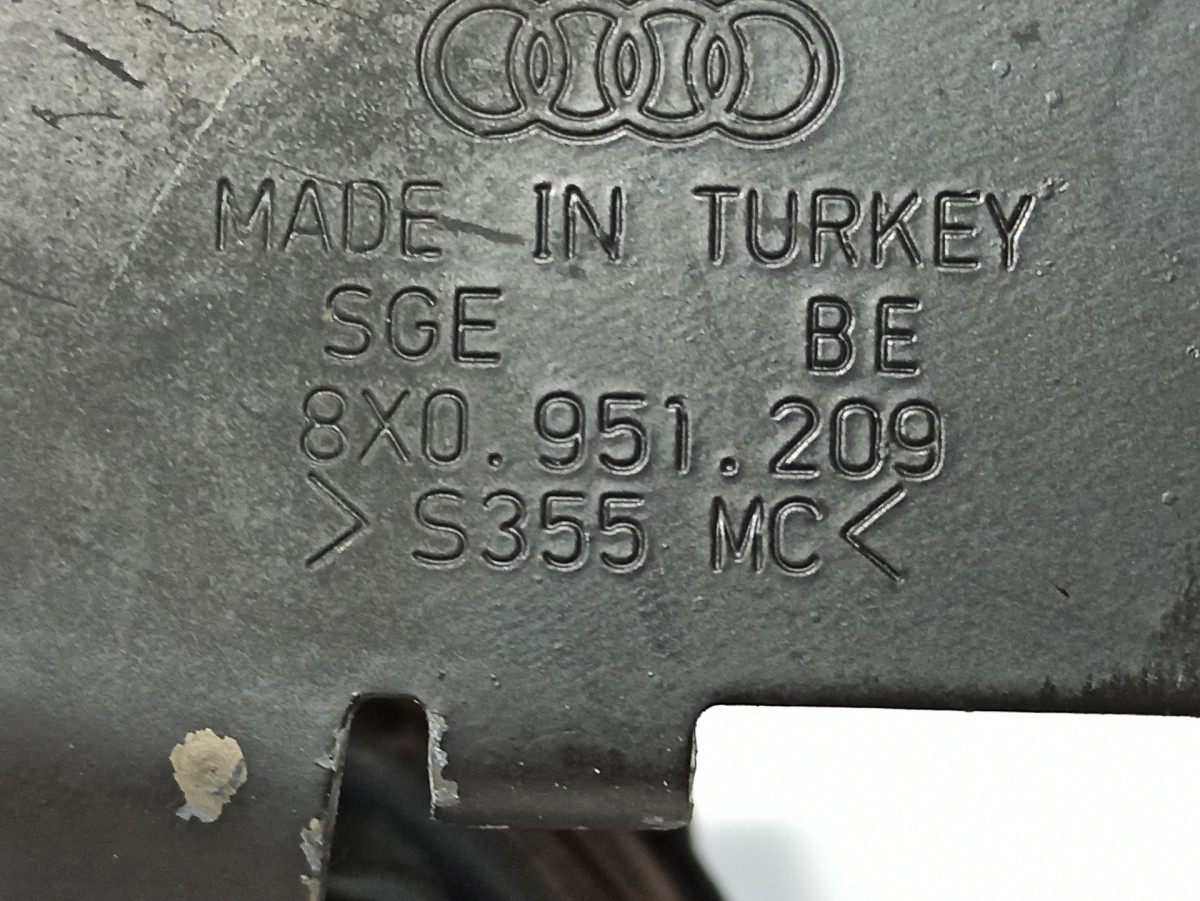 MADE IN TURKEY
SGE BE
8X0.951.209
>S355 MC<